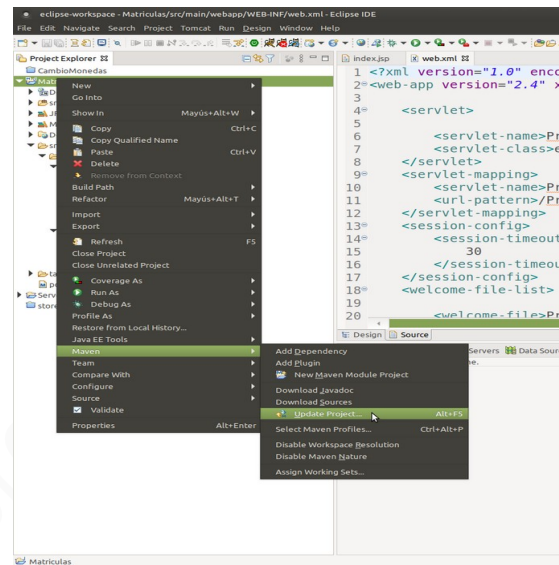 eclipse-workspace - Matriculas/src/main/webapp/WEB-INF/web.xml - Eclipse IDE
File Edit Navigate Search Project Tomcat Run Design Window Help
Project Explorer
index.jsp
web.xml
CambioMonedas
New
Go Into
Show In Mayús+Alt+W
Copy Ctrl+C
Copy Qualified Name
Paste Ctrl+V
Delete
Remove from Context
Build Path
Refactor Mayús+Alt+T
Import
Export
Refresh F5
Close Project
Close Unrelated Project
Coverage As
Run As
Debug As
Profile As
Restore from Local History...
Java EE Tools
Maven
Team
Compare With
Configure
Source
Validate
Properties Alt+Enter
Add Dependency
Add Plugin
New Maven Module Project
Download Javadoc
Download Sources
Update Project... Alt+F5
Select Maven Profiles... Ctrl+Alt+P
Disable Workspace Resolution
Disable Maven Nature
Assign Working Sets...
1 <?xml version="1.0" enco
2 <web-app version="2.4" x
3
4 <servlet>
5
6 <servlet-name>Pr
7 <servlet-class>e
8 </servlet>
9 <servlet-mapping>
10 <servlet-name>Pr
11 <url-pattern>/Pr
12 </servlet-mapping>
13 <session-config>
14 <session-timeout
15 30
16 </session-timeou
17 </session-config>
18 <welcome-file-list>
19
20 <welcome-file>Pr
Design Source
Servers Data Sour
Matriculas